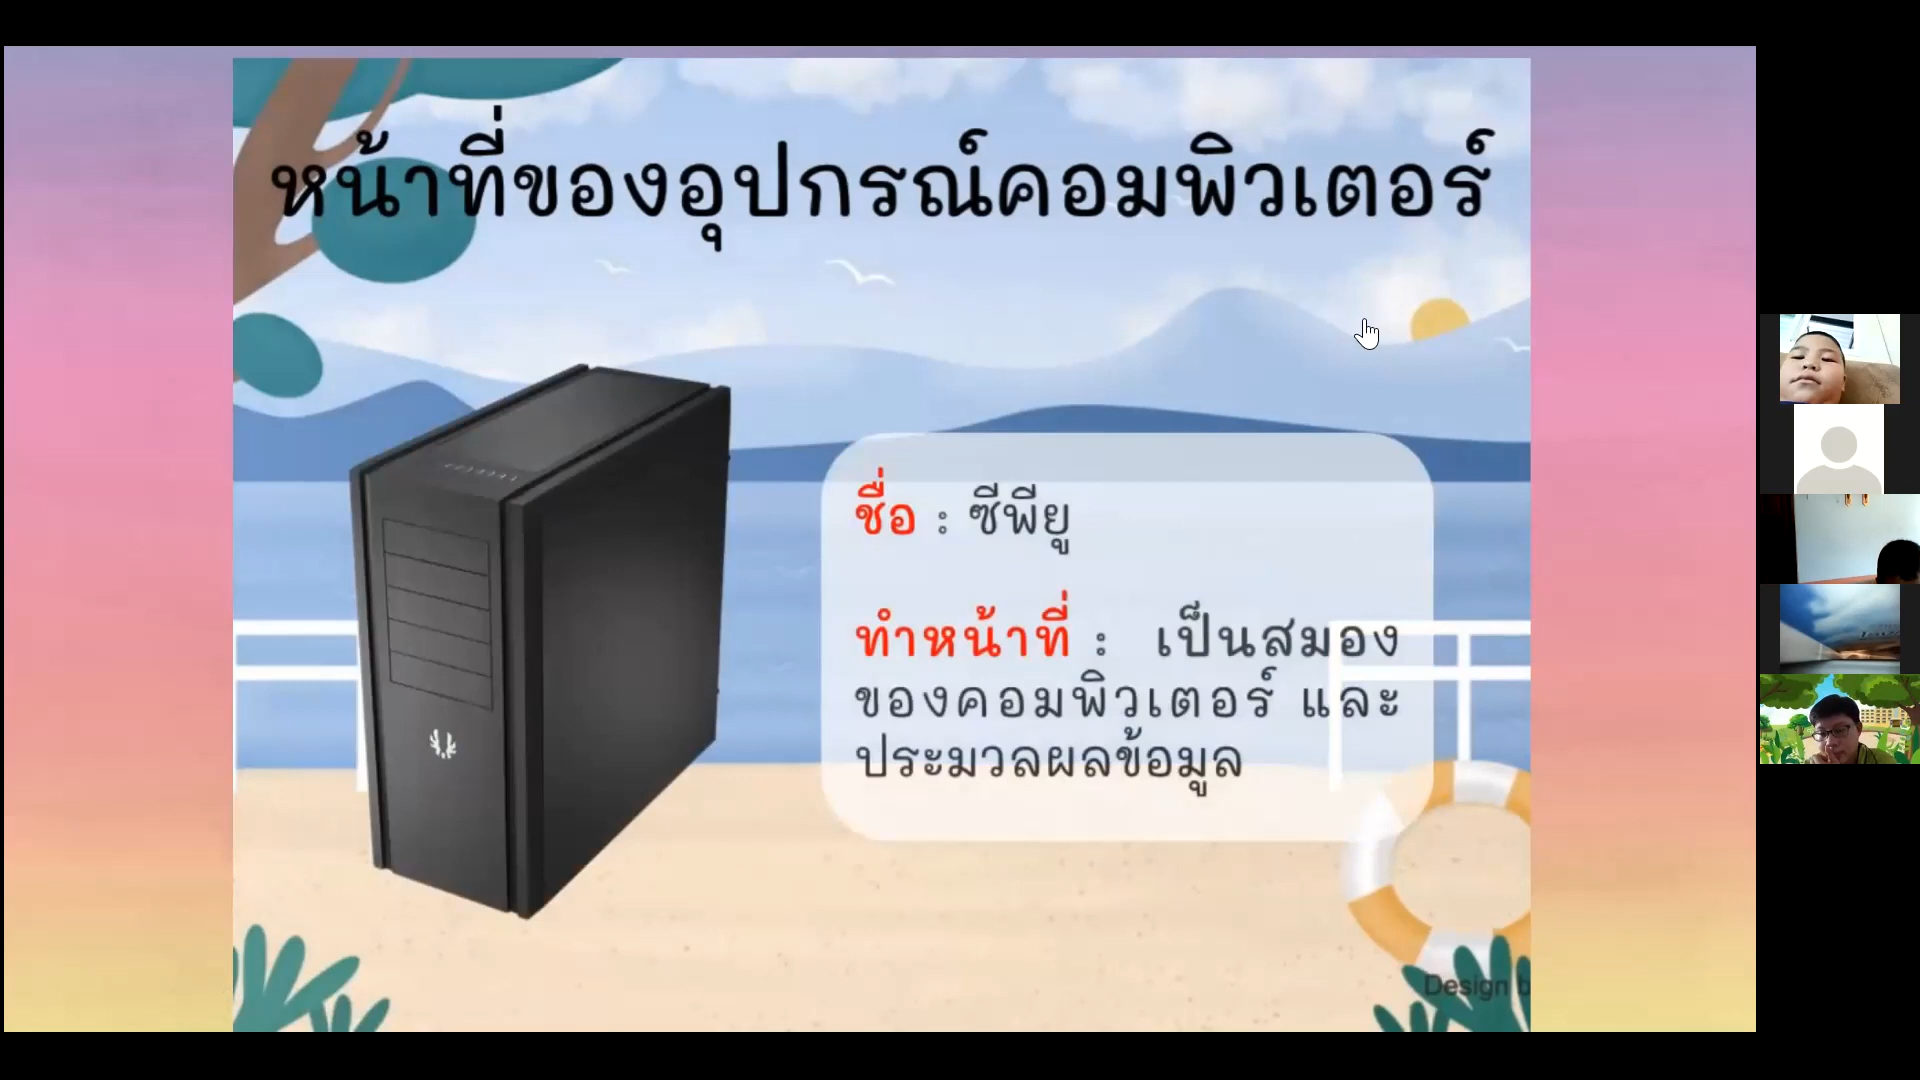 หน้าที่ของอุปกรณ์คอมพิวเตอร์
ชื่อ : ซีพียู
ทำหน้าที่ : เป็นสมอง
ของคอมพิวเตอร์ และ
ประมวลผลข้อมูล
Design b